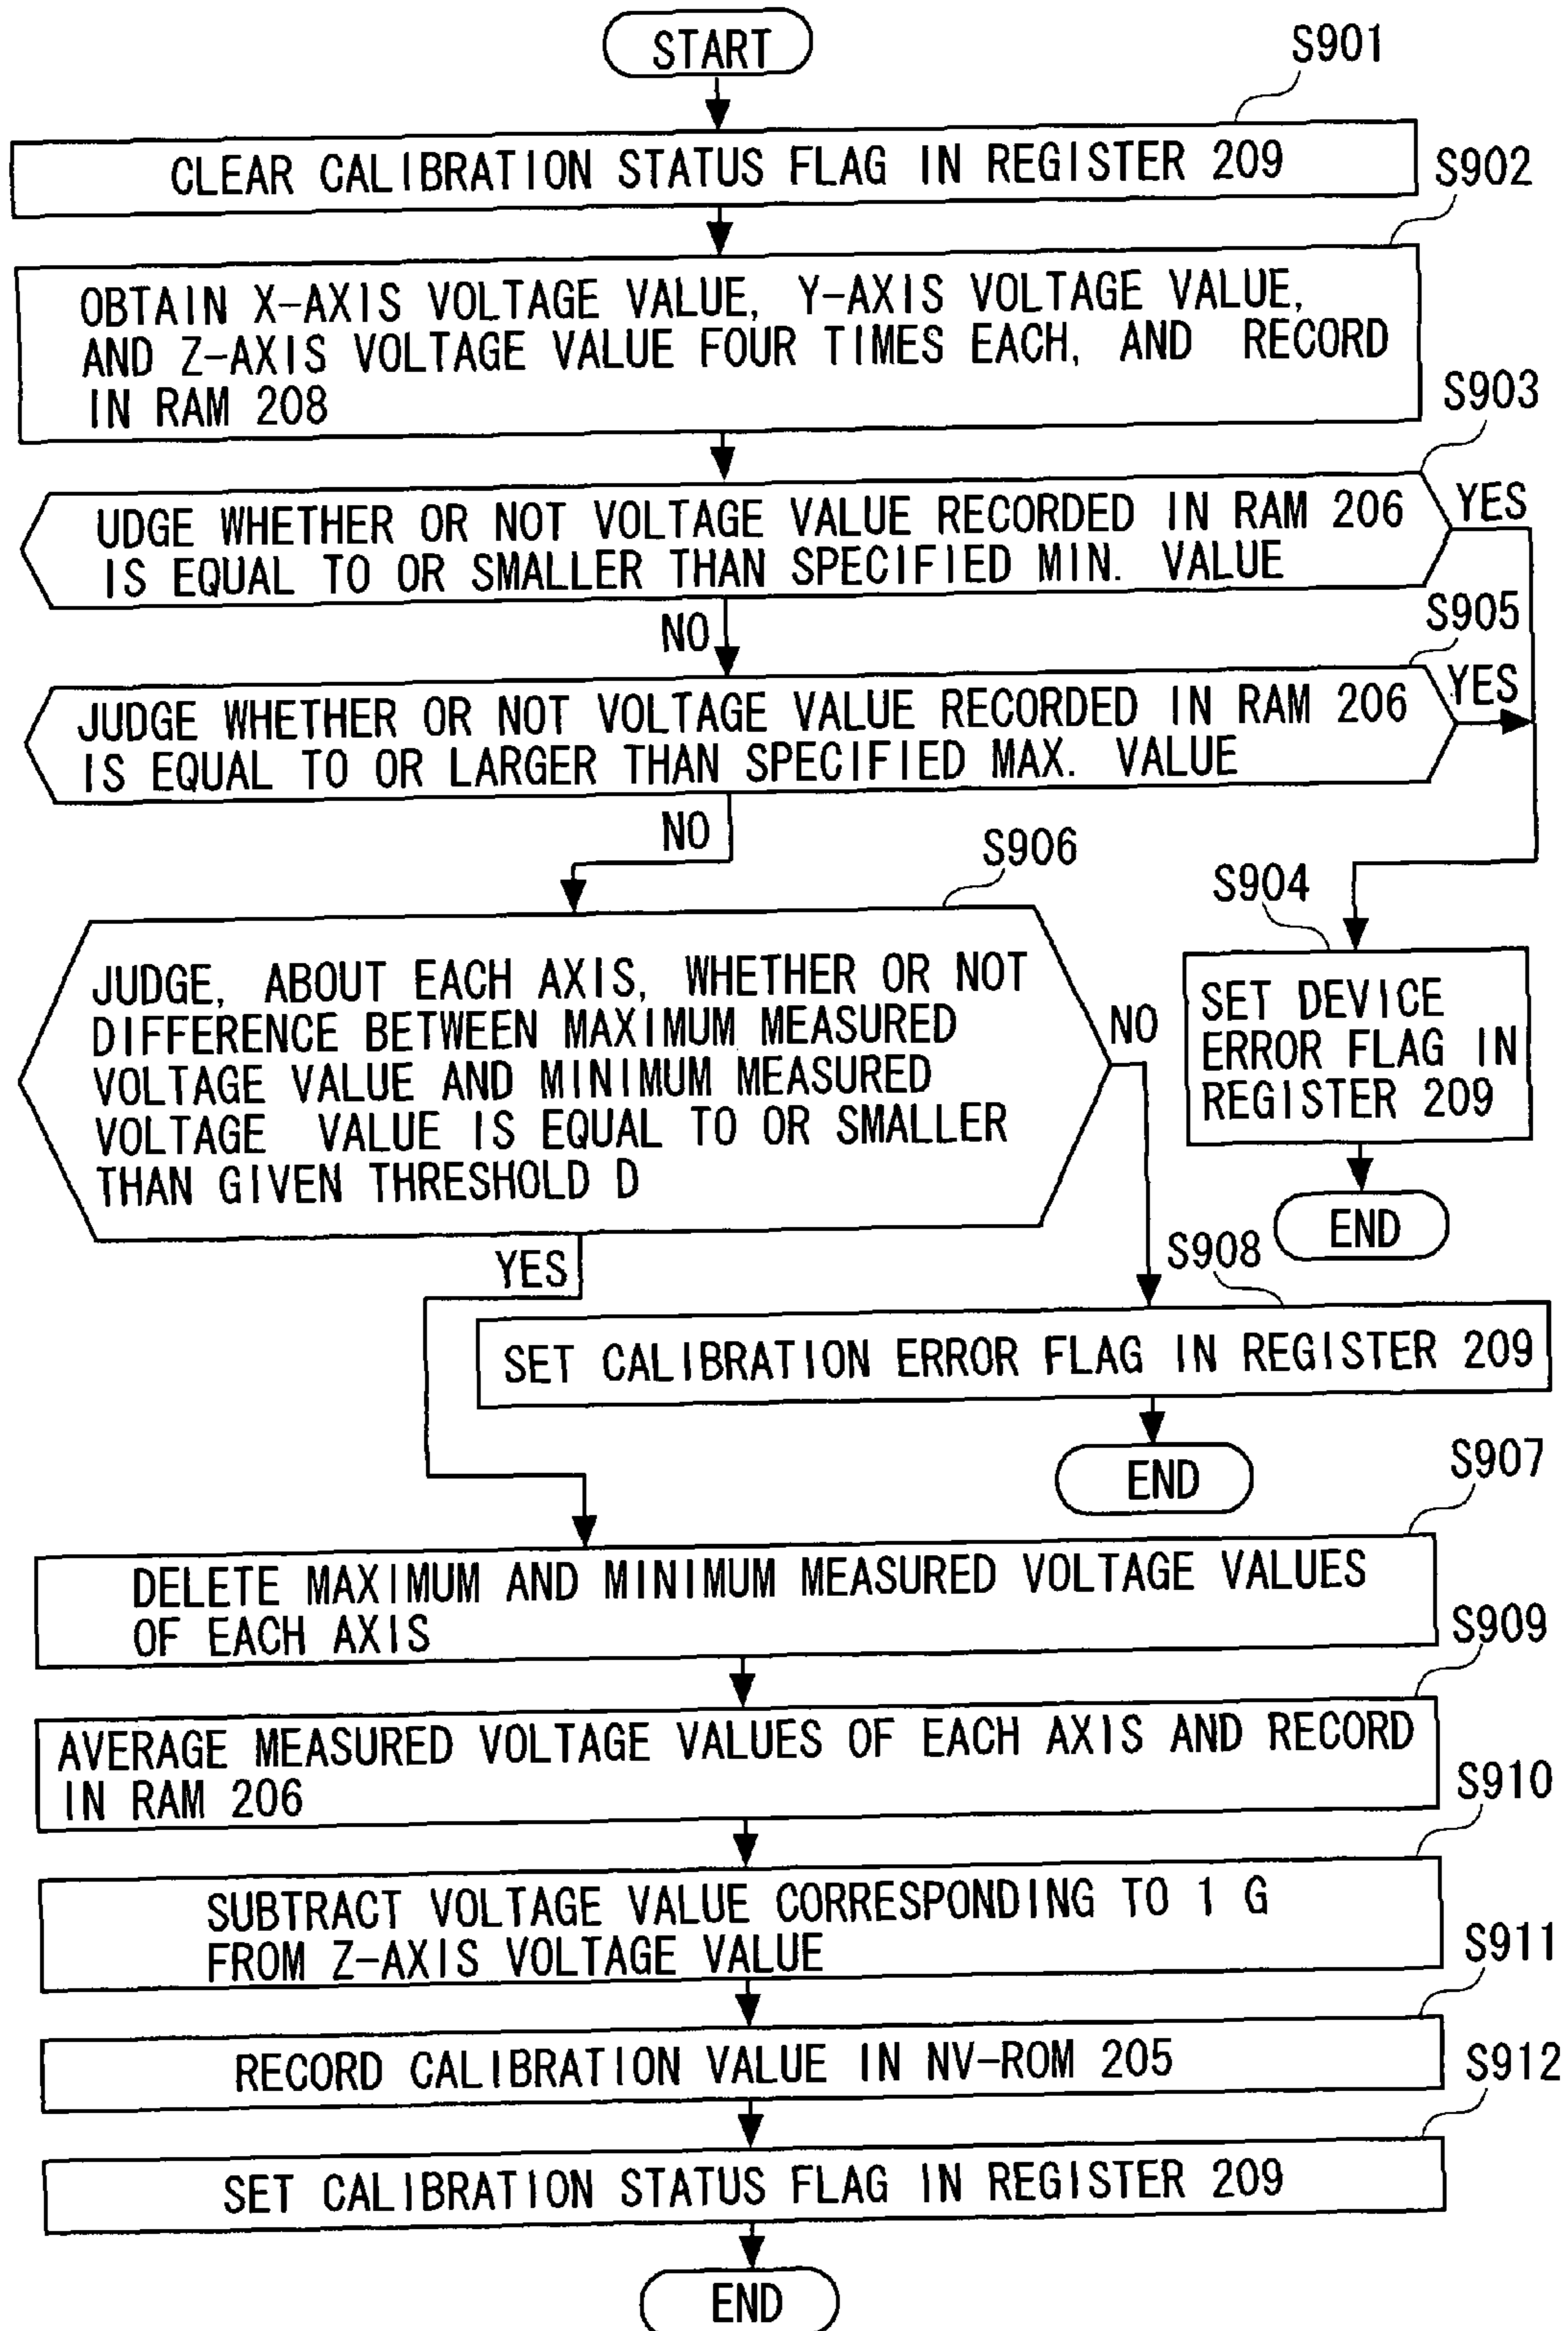 START
S901
CLEAR CALIBRATION STATUS FLAG IN REGISTER 209
S902
OBTAIN X-AXIS VOLTAGE VALUE, Y-AXIS VOLTAGE VALUE,
AND Z-AXIS VOLTAGE VALUE FOUR TIMES EACH, AND RECORD
IN RAM 208
S903
UDGE WHETHER OR NOT VOLTAGE VALUE RECORDED IN RAM 206
IS EQUAL TO OR SMALLER THAN SPECIFIED MIN. VALUE
YES
NO
S905
JUDGE WHETHER OR NOT VOLTAGE VALUE RECORDED IN RAM 206
IS EQUAL TO OR LARGER THAN SPECIFIED MAX. VALUE
YES
NO
S906
JUDGE, ABOUT EACH AXIS, WHETHER OR NOT
DIFFERENCE BETWEEN MAXIMUM MEASURED
VOLTAGE VALUE AND MINIMUM MEASURED
VOLTAGE VALUE IS EQUAL TO OR SMALLER
THAN GIVEN THRESHOLD D
NO
S904
SET DEVICE
ERROR FLAG IN
REGISTER 209
END
YES
S908
SET CALIBRATION ERROR FLAG IN REGISTER 209
END
S907
DELETE MAXIMUM AND MINIMUM MEASURED VOLTAGE VALUES
OF EACH AXIS
S909
AVERAGE MEASURED VOLTAGE VALUES OF EACH AXIS AND RECORD
IN RAM 206
S910
SUBTRACT VOLTAGE VALUE CORRESPONDING TO 1 G
FROM Z-AXIS VOLTAGE VALUE
S911
RECORD CALIBRATION VALUE IN NV-ROM 205
S912
SET CALIBRATION STATUS FLAG IN REGISTER 209
END